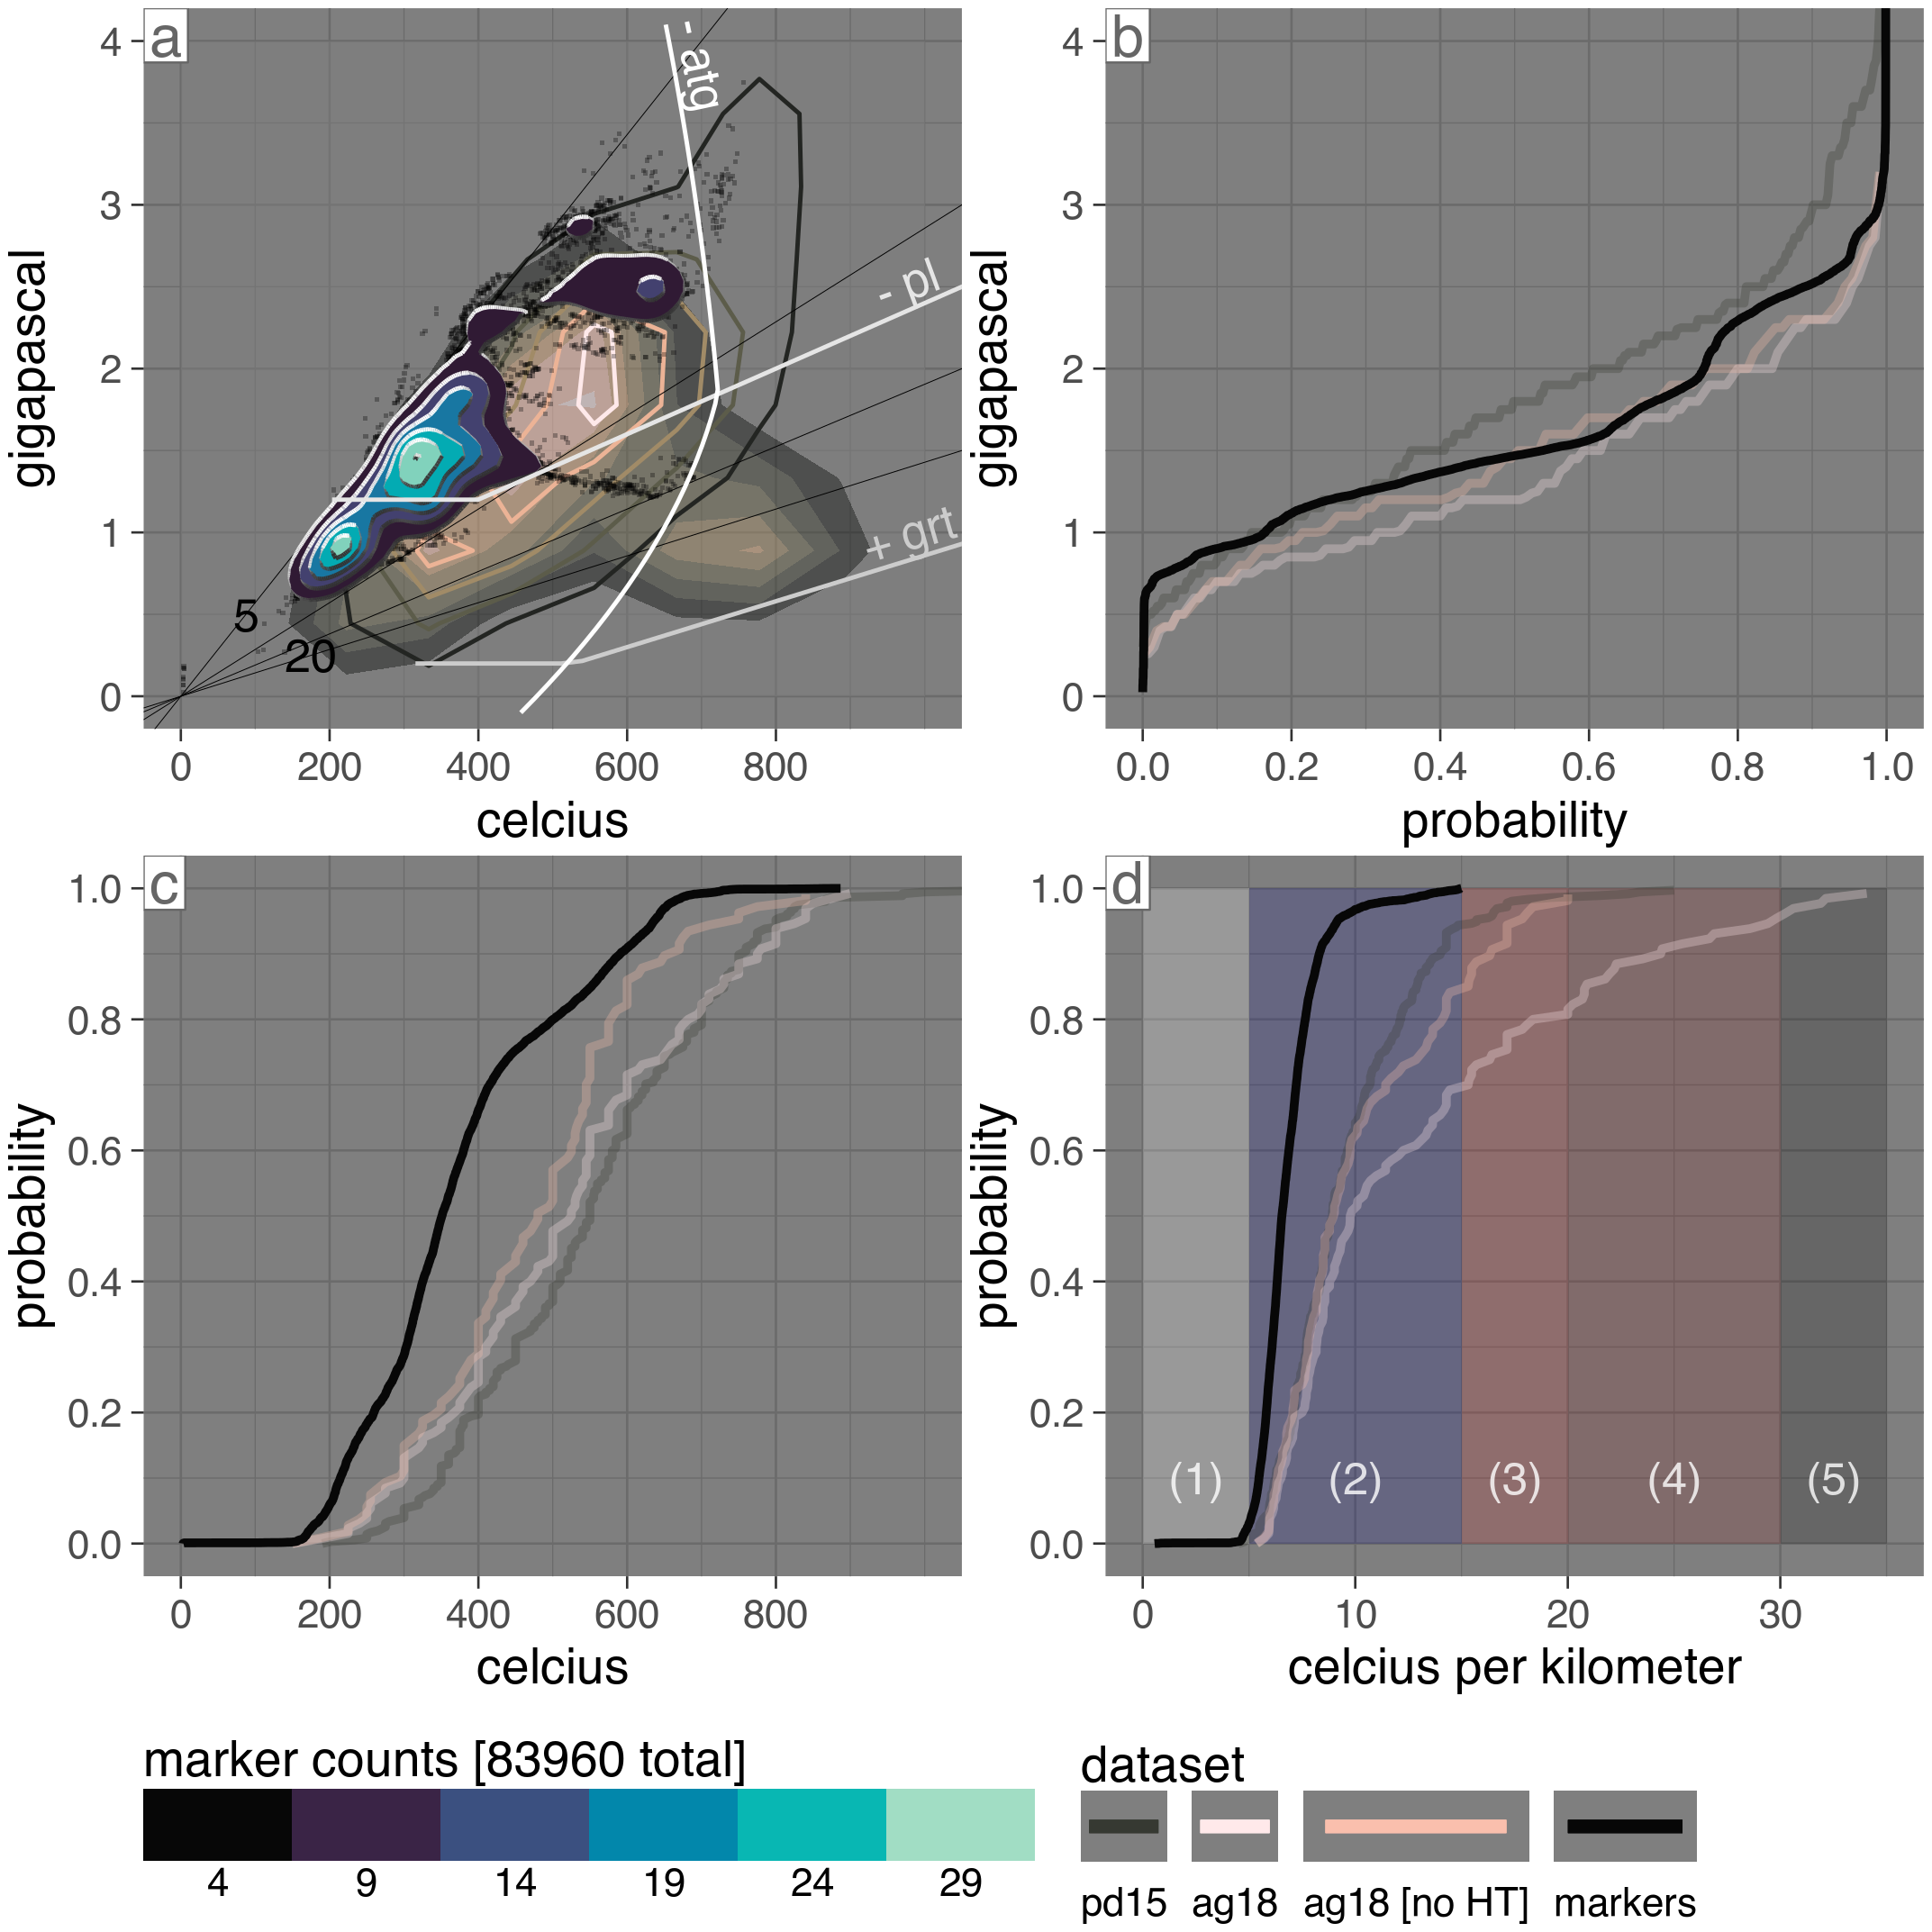 a
gigapascal
4
3
2
1
0
- atg
- pl
+ grt
5
20
0 200 400 600 800
celcius
b
gigapascal
4
3
2
1
0
0.0 0.2 0.4 0.6 0.8 1.0
probability
c
probability
1.0
0.8
0.6
0.4
0.2
0.0
0 200 400 600 800
celcius
d
probability
1.0
0.8
0.6
0.4
0.2
0.0
(1) (2) (3) (4) (5)
0 10 20 30
celcius per kilometer
marker counts [83960 total]
4 9 14 19 24 29
dataset
pd15 ag18 ag18 [no HT] markers